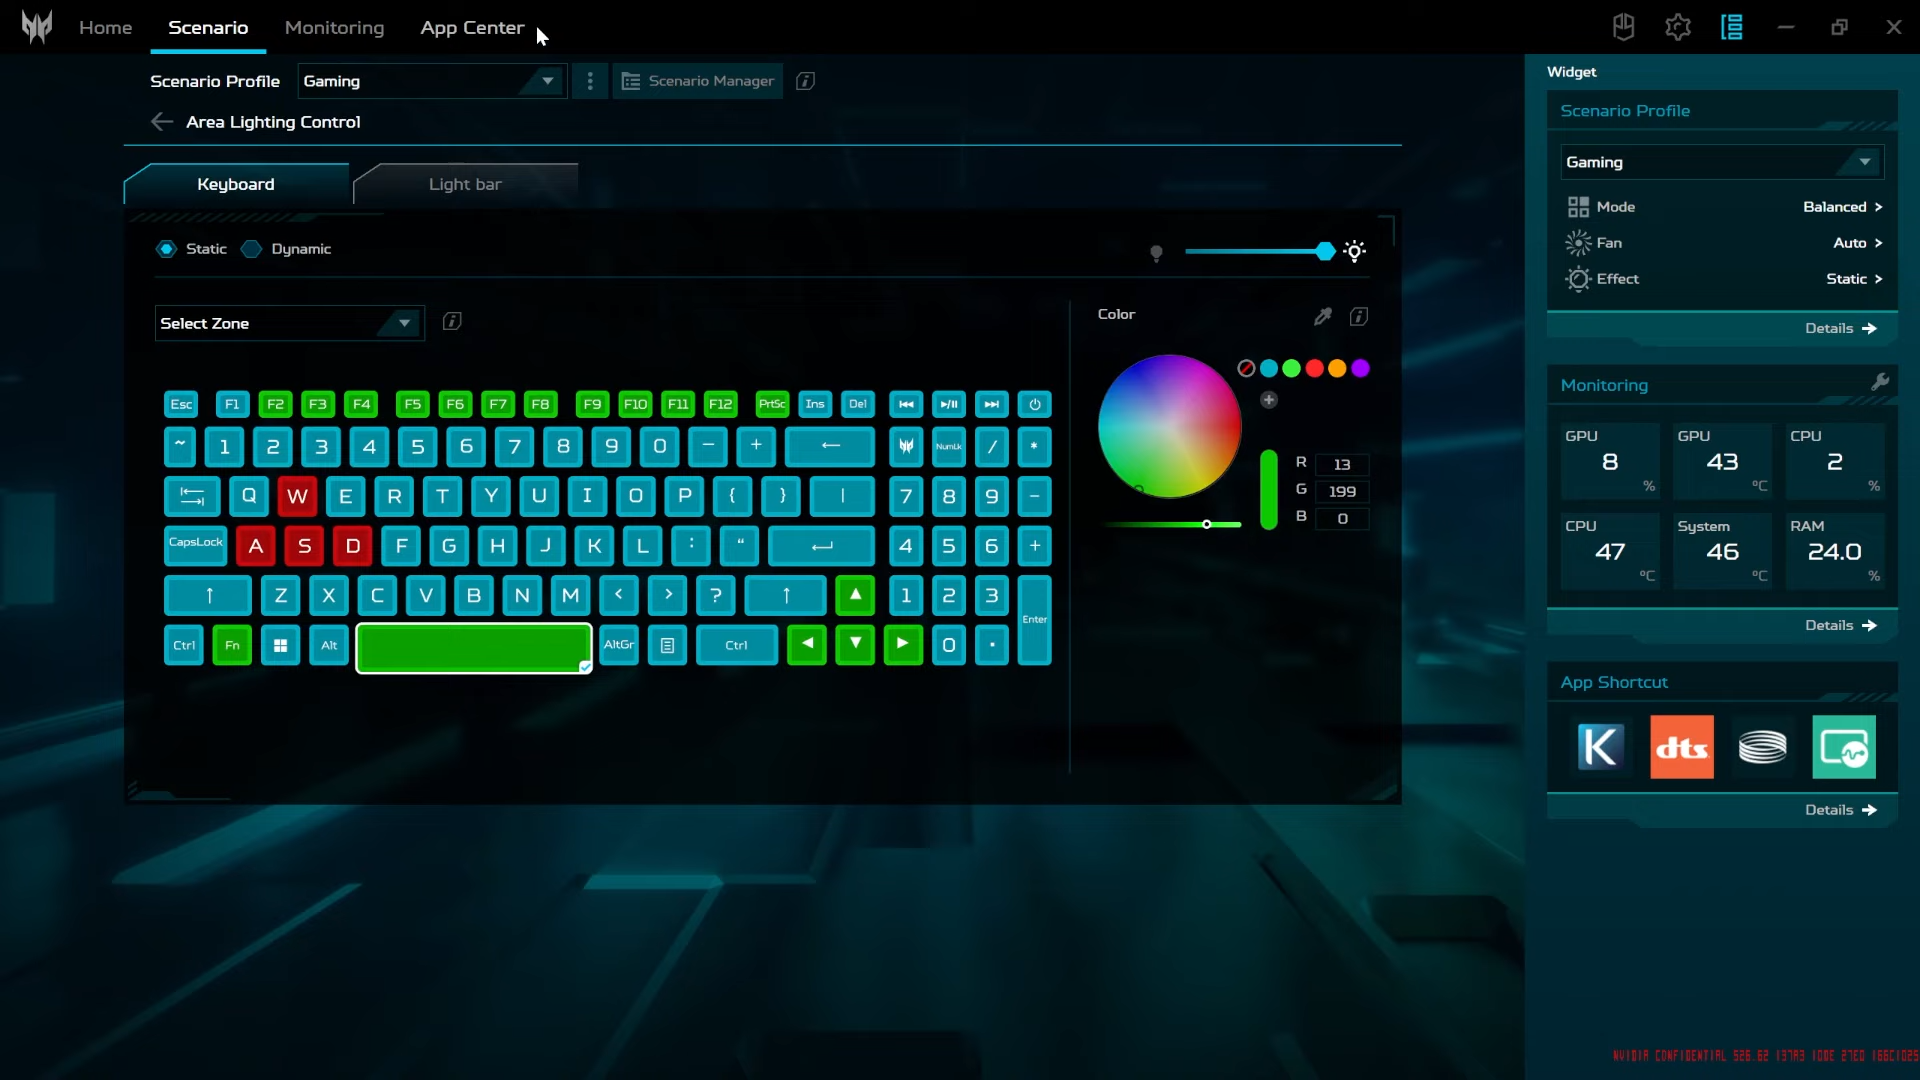 Home Scenario Monitoring App Center
Scenario Profile Gaming Scenario Manager
Area Lighting Control
Keyboard Light bar
Static Dynamic
Select Zone
Esc F1 F2 F3 F4 F5 F6 F7 F8 F9 F10 F11 F12 PrtSc Ins Del
~ 1 2 3 4 5 6 7 8 9 0 - + ← NumLk / *
Q W E R T Y U I O P { } | 7 8 9 -
CapsLock A S D F G H J K L : “ 4 5 6 +
↑ Z X C V B N M < > ? ↑ ▲ 1 2 3
Enter
Ctrl Fn Alt AltGr Ctrl ◀ ▼ ▶ 0 .
Color
R 13
G 199
B 0
Widget
Scenario Profile
Gaming
Mode Balanced >
Fan Auto >
Effect Static >
Details →
Monitoring
GPU GPU CPU
8 43 2
% °C %
CPU System RAM
47 46 24.0
°C °C %
Details →
App Shortcut
K dts
Details →
NVIDIA CONFIDENTIAL